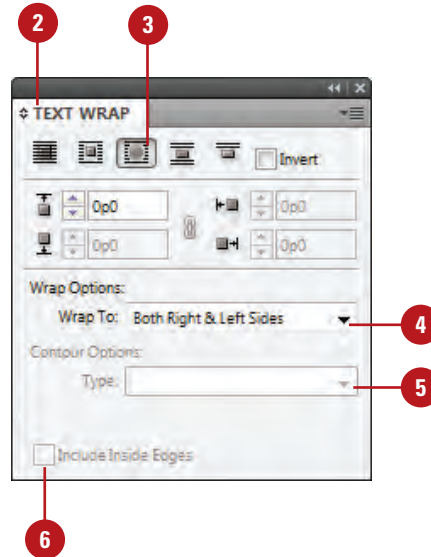 2
3
TEXT WRAP
Invert
0p0 0p0
0p0 0p0
Wrap Options:
Wrap To: Both Right & Left Sides
4
Contour Options:
Type:
5
Include Inside Edges
6